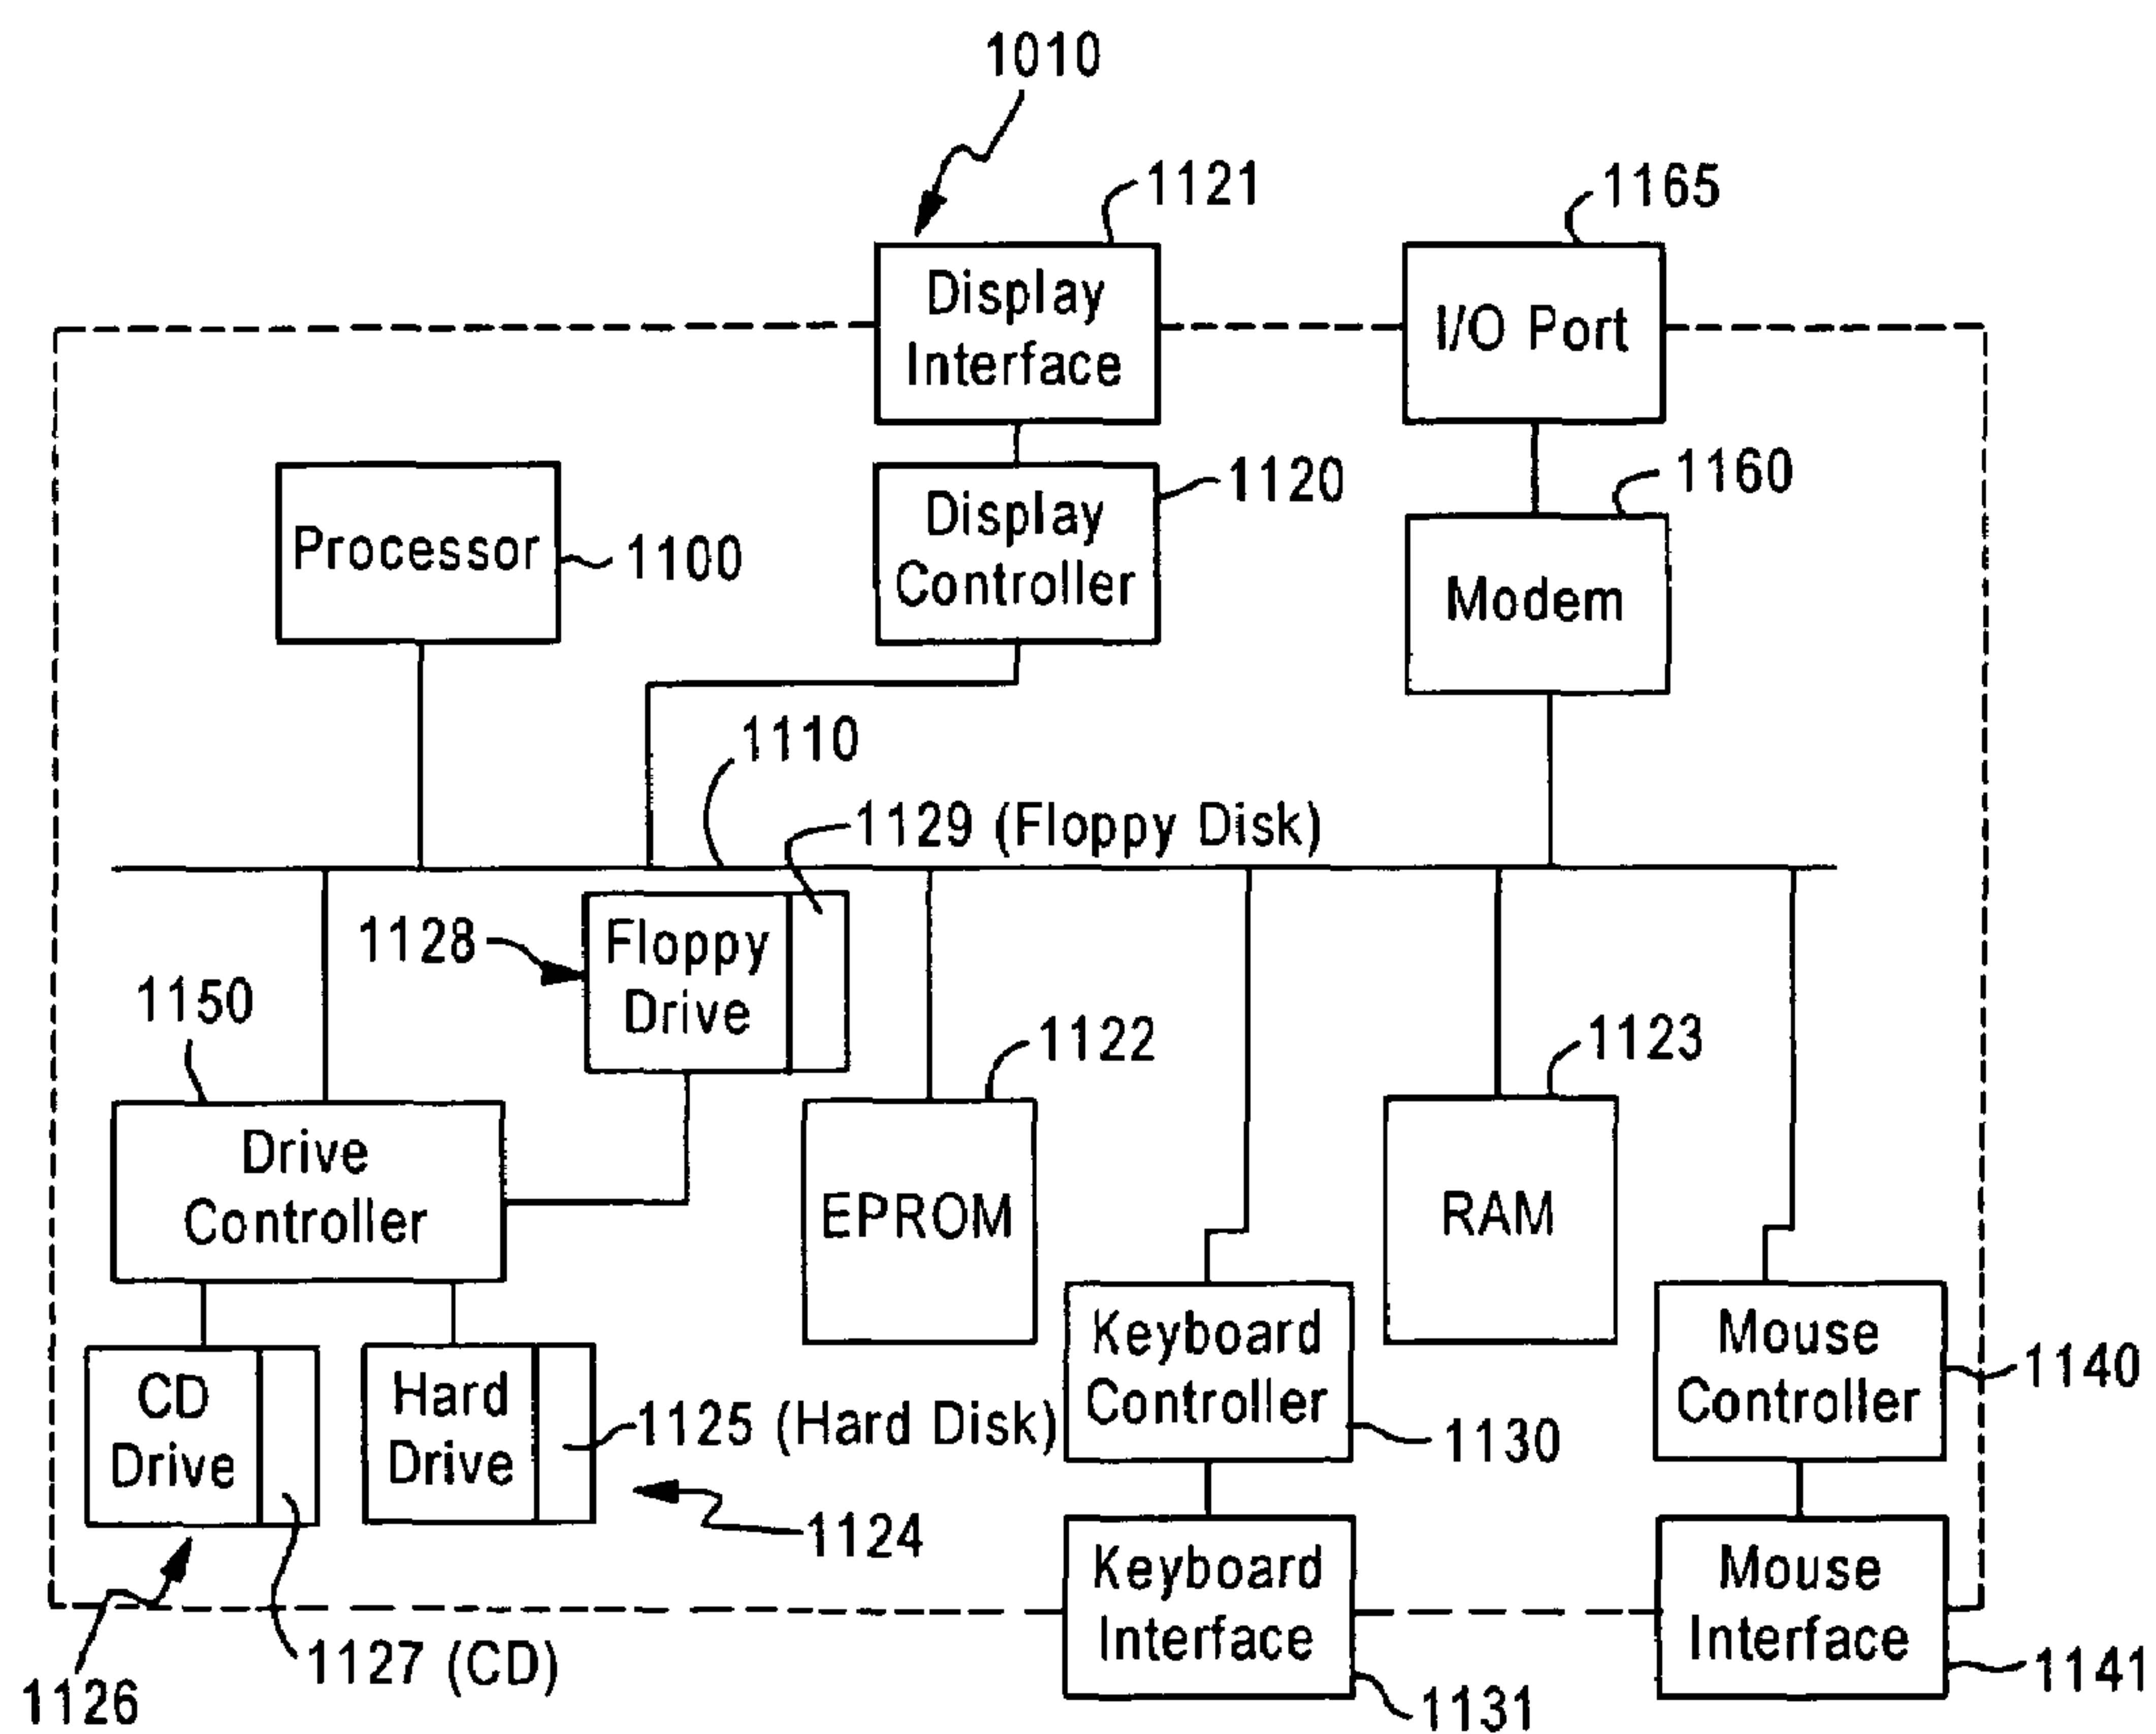 1010
1121
1165
Display
Interface
I/O Port
1120
1160
Processor
1100
Display
Controller
Modem
1110
1129 (Floppy Disk)
1128
Floppy
Drive
1150
1122
1123
Drive
Controller
EPROM
RAM
Keyboard
Controller
1130
Mouse
Controller
1140
CD
Drive
Hard
Drive
1125 (Hard Disk)
1124
Keyboard
Interface
Mouse
Interface
1126
1127 (CD)
1131
1141